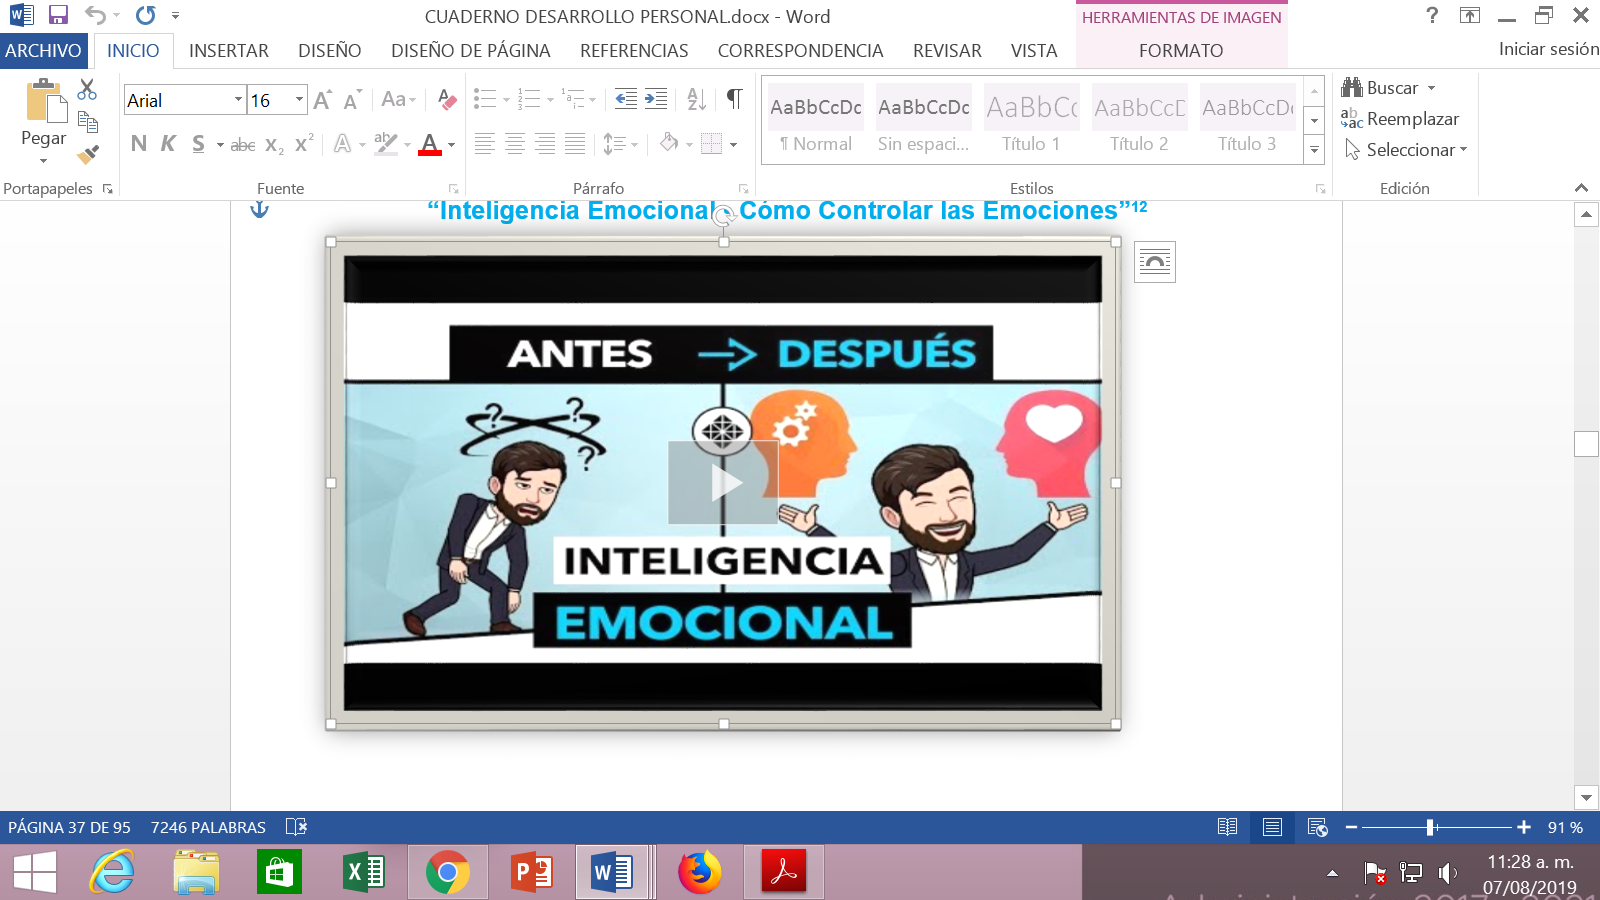 CUADERNO DESARROLLO PERSONAL.docx - Word
HERRAMIENTAS DE IMAGEN
ARCHIVO INICIO INSERTAR DISEÑO DISEÑO DE PÁGINA REFERENCIAS CORRESPONDENCIA REVISAR VISTA FORMATO Iniciar sesión
Pegar
Arial 16
AaBbCcDc AaBbCcDc AaBbCc AaBbCcD AaBbCcDc
¶ Normal Sin espaci... Título 1 Título 2 Título 3
Buscar
Reemplazar
Seleccionar
Portapapeles Fuente Párrafo Estilos Edición
“Inteligencia Emocional Cómo Controlar las Emociones”12
ANTES → DESPUÉS
? ? ?
INTELIGENCIA
EMOCIONAL
PÁGINA 37 DE 95 7246 PALABRAS 91 %
11:28 a. m.
07/08/2019